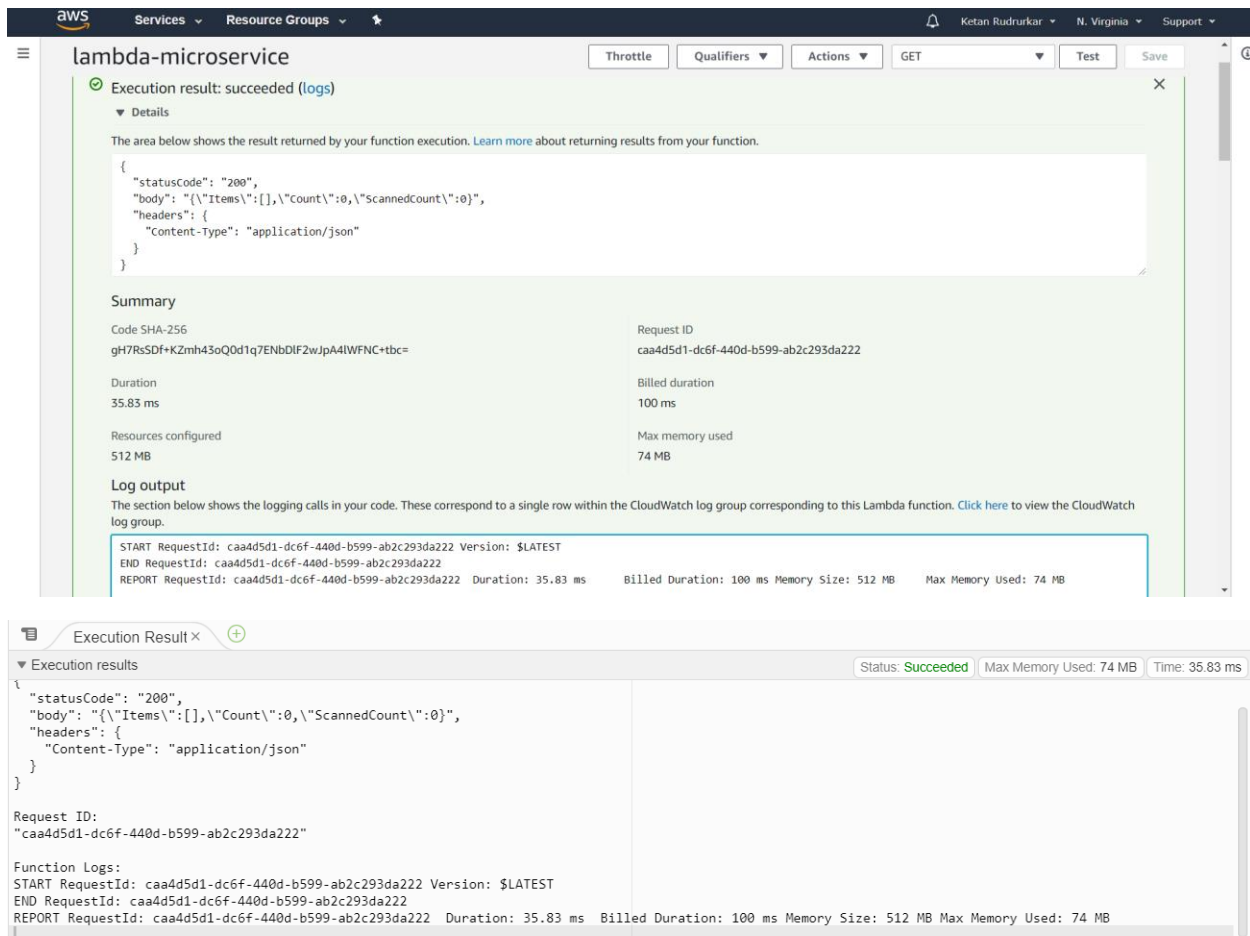 aws Services Resource Groups Ketan Rudrurkar N. Virginia Support
lambda-microservice Throttle Qualifiers Actions GET Test Save
Execution result: succeeded (logs)
Details
The area below shows the result returned by your function execution. Learn more about returning results from your function.
{
"statusCode": "200",
"body": "{\"Items\":[],\"Count\":0,\"ScannedCount\":0}",
"headers": {
"Content-Type": "application/json"
}
}
Summary
Code SHA-256 Request ID
gH7RsSDf+KZmh43oQ0d1q7ENbDlF2wJpA4lWFNC+tbc= caa4d5d1-dc6f-440d-b599-ab2c293da222
Duration Billed duration
35.83 ms 100 ms
Resources configured Max memory used
512 MB 74 MB
Log output
The section below shows the logging calls in your code. These correspond to a single row within the CloudWatch log group corresponding to this Lambda function. Click here to view the CloudWatch
log group.
START RequestId: caa4d5d1-dc6f-440d-b599-ab2c293da222 Version: $LATEST
END RequestId: caa4d5d1-dc6f-440d-b599-ab2c293da222
REPORT RequestId: caa4d5d1-dc6f-440d-b599-ab2c293da222 Duration: 35.83 ms Billed Duration: 100 ms Memory Size: 512 MB Max Memory Used: 74 MB
Execution Result
Execution results Status: Succeeded Max Memory Used: 74 MB Time: 35.83 ms
{
"statusCode": "200",
"body": "{\"Items\":[],\"Count\":0,\"ScannedCount\":0}",
"headers": {
"Content-Type": "application/json"
}
}
Request ID:
"caa4d5d1-dc6f-440d-b599-ab2c293da222"
Function Logs:
START RequestId: caa4d5d1-dc6f-440d-b599-ab2c293da222 Version: $LATEST
END RequestId: caa4d5d1-dc6f-440d-b599-ab2c293da222
REPORT RequestId: caa4d5d1-dc6f-440d-b599-ab2c293da222 Duration: 35.83 ms Billed Duration: 100 ms Memory Size: 512 MB Max Memory Used: 74 MB